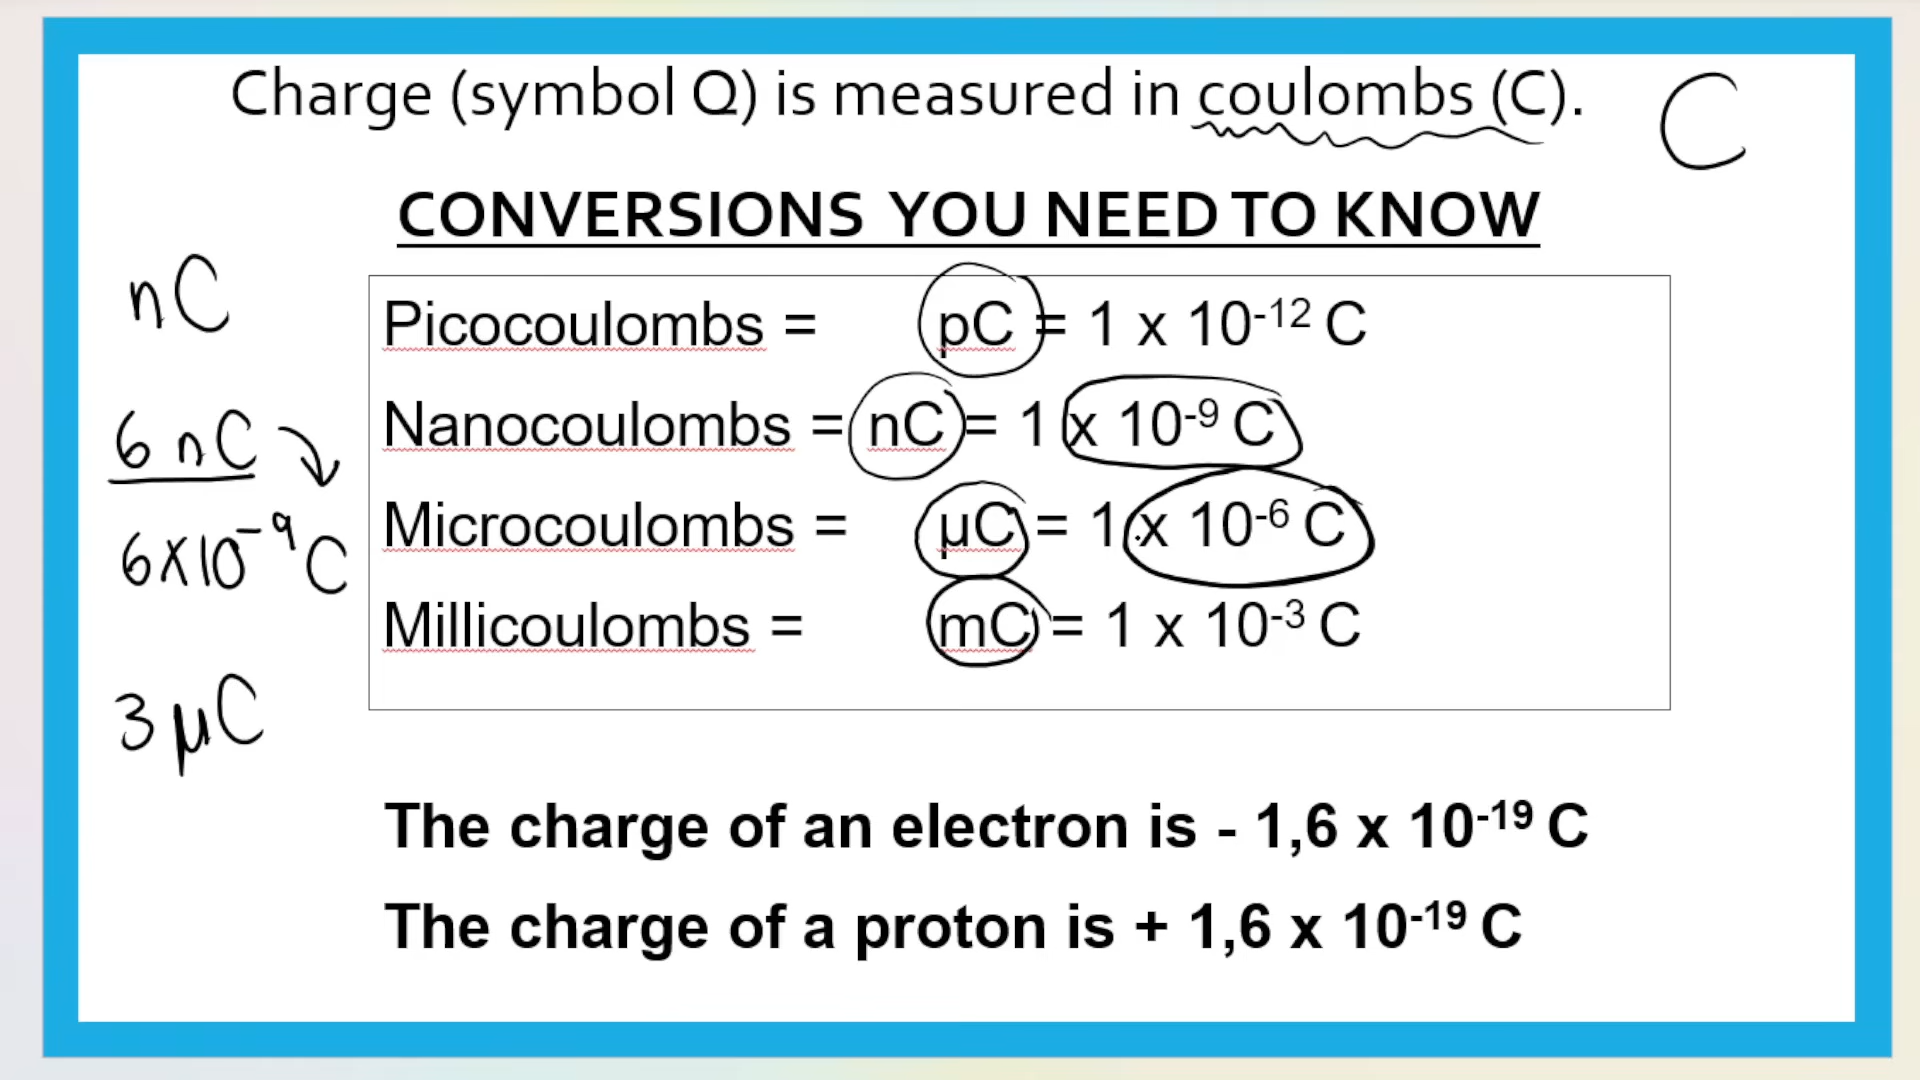 Charge (symbol Q) is measured in coulombs (C). C
CONVERSIONS YOU NEED TO KNOW
nC
Picocoulombs = pC = 1 x 10⁻¹² C
Nanocoulombs = nC = 1 x 10⁻⁹ C
6 nC
Microcoulombs = µC = 1 x 10⁻⁶ C
6x10⁻⁹ C
Millicoulombs = mC = 1 x 10⁻³ C
3 µC
The charge of an electron is - 1,6 x 10⁻¹⁹ C
The charge of a proton is + 1,6 x 10⁻¹⁹ C